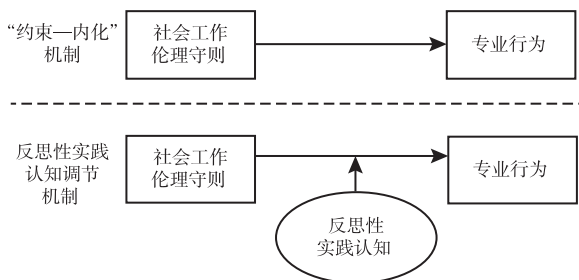 “约束—内化”
机制
社会工作
伦理守则
专业行为
反思性实践
认知调节
机制
社会工作
伦理守则
专业行为
反思性
实践认知